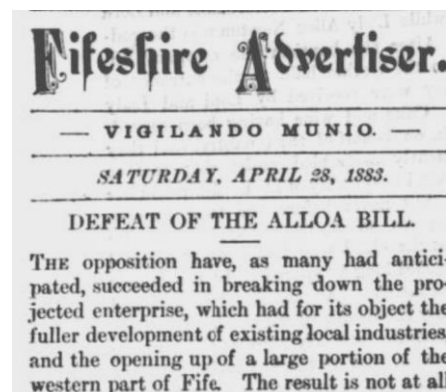 Fifeshire Advertiser.
— VIGILANDO MUNIO. —
SATURDAY, APRIL 28, 1883.
DEFEAT OF THE ALLOA BILL.
THE opposition have, as many had antici-
pated, succeeded in breaking down the pro-
jected enterprise, which had for its object the
fuller development of existing local industries
and the opening up of a large portion of the
western part of Fife. The result is not at al